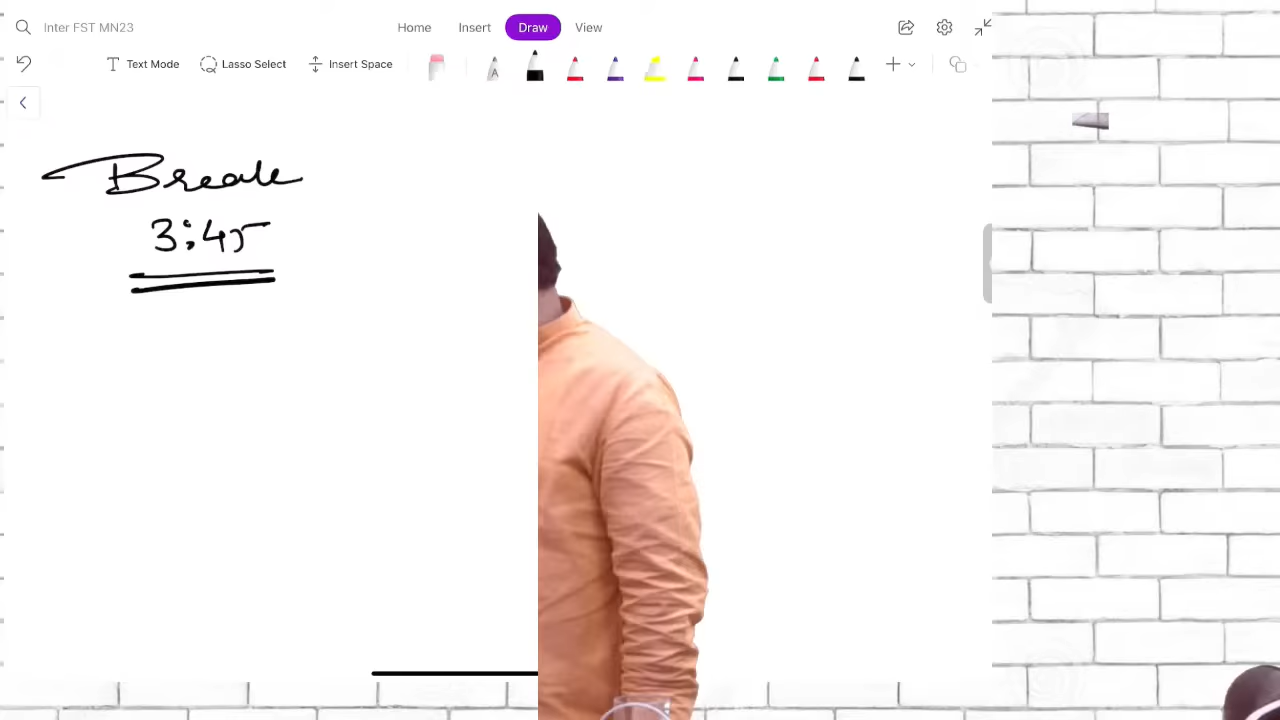 Inter FST MN23
Home Insert Draw View
Text Mode Lasso Select Insert Space
A
Break
3:45